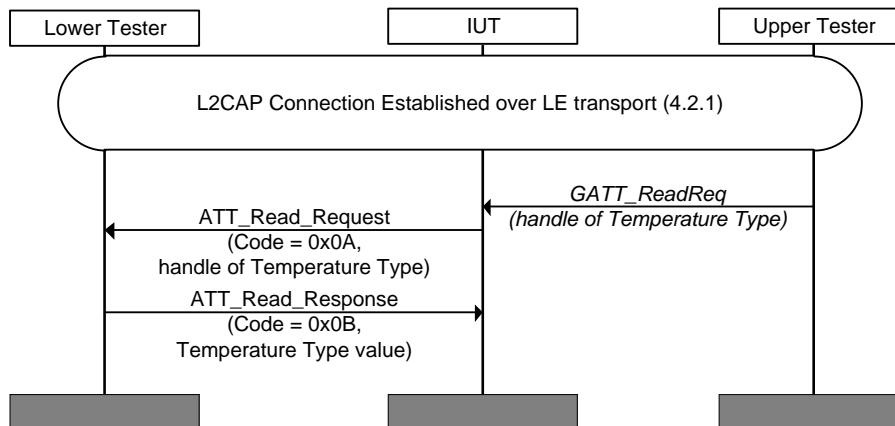 Lower Tester
IUT
Upper Tester
L2CAP Connection Established over LE transport (4.2.1)
GATT_ReadReq
(handle of Temperature Type)
ATT_Read_Request
(Code = 0x0A,
handle of Temperature Type)
ATT_Read_Response
(Code = 0x0B,
Temperature Type value)